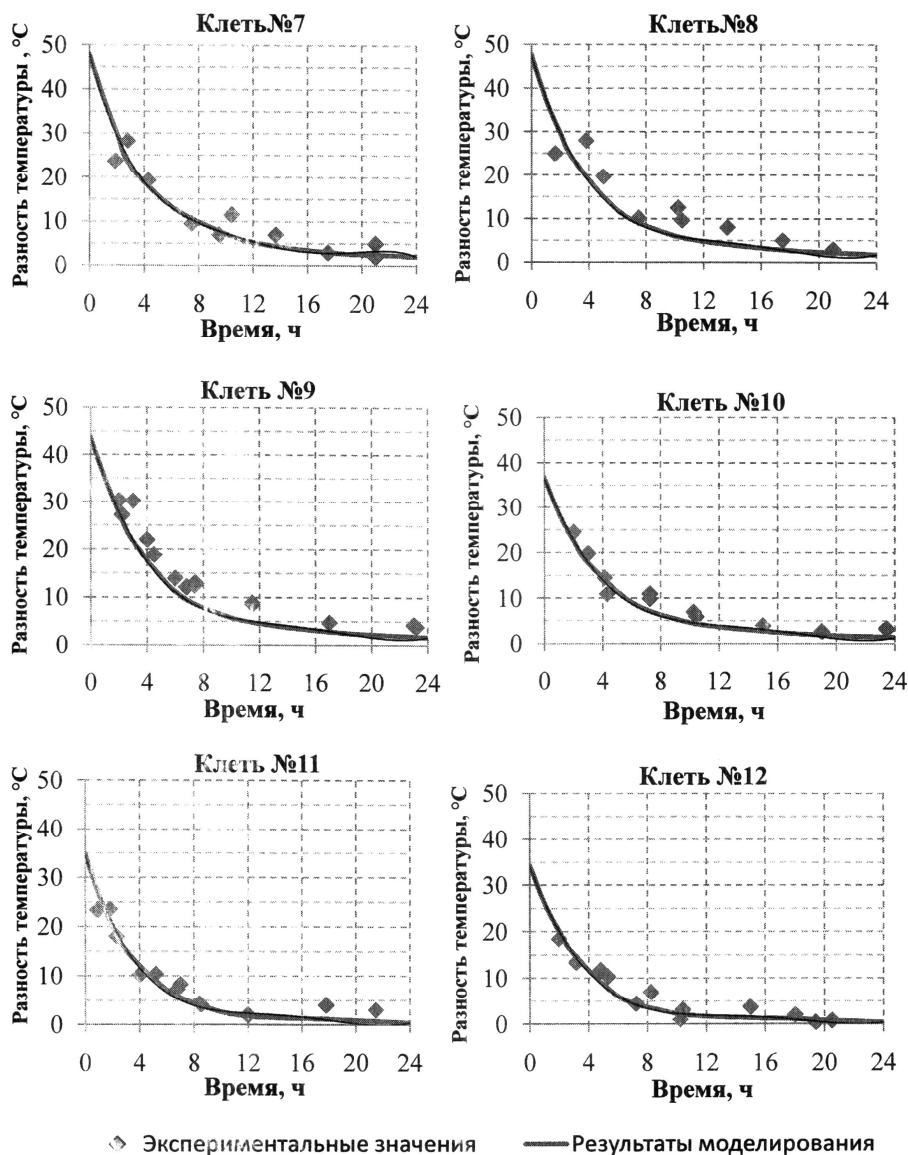 Клеть№7
Разность температуры , °С
50
40
30
20
10
0
0 4 8 12 16 20 24
Время, ч
Клеть№8
Разность температуры, °С
50
40
30
20
10
0
0 4 8 12 16 20 24
Время, ч
Клеть №9
Разность температуры, °С
50
40
30
20
10
0
0 4 8 12 16 20 24
Время, ч
Клеть №10
Разность температуры, °С
50
40
30
20
10
0
0 4 8 12 16 20 24
Время, ч
Клеть №11
Разность температуры, °С
50
40
30
20
10
0
0 4 8 12 16 20 24
Время, ч
Клеть №12
Разность температуры, °С
50
40
30
20
10
0
0 4 8 12 16 20 24
Время, ч
Экспериментальные значения
Результаты моделирования